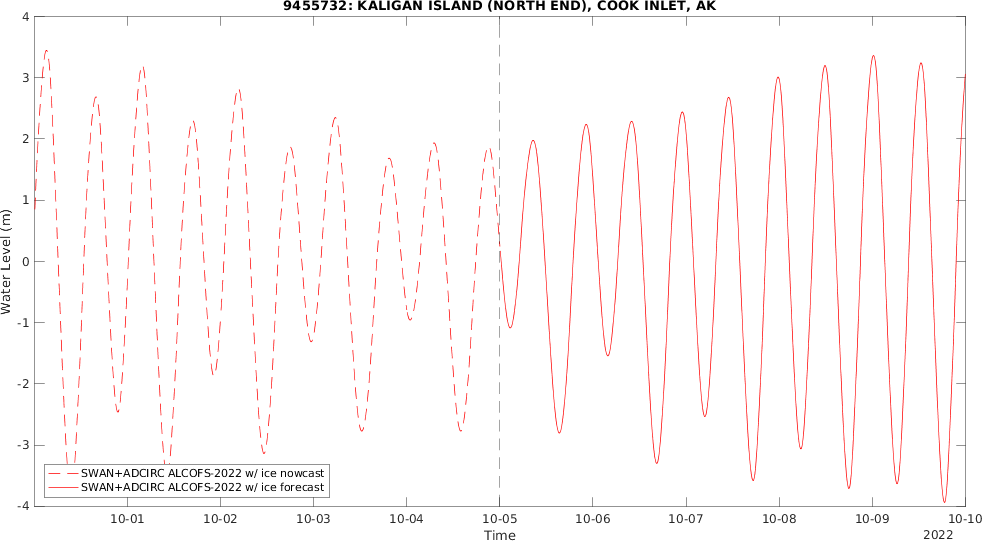 9455732: KALIGAN ISLAND (NORTH END), COOK INLET, AK
4
3
2
1
0
-1
-2
-3
-4
Water Level (m)
SWAN+ADCIRC ALCOFS-2022 w/ ice nowcast
SWAN+ADCIRC ALCOFS-2022 w/ ice forecast
10-01 10-02 10-03 10-04 10-05 10-06 10-07 10-08 10-09 10-10
Time
2022